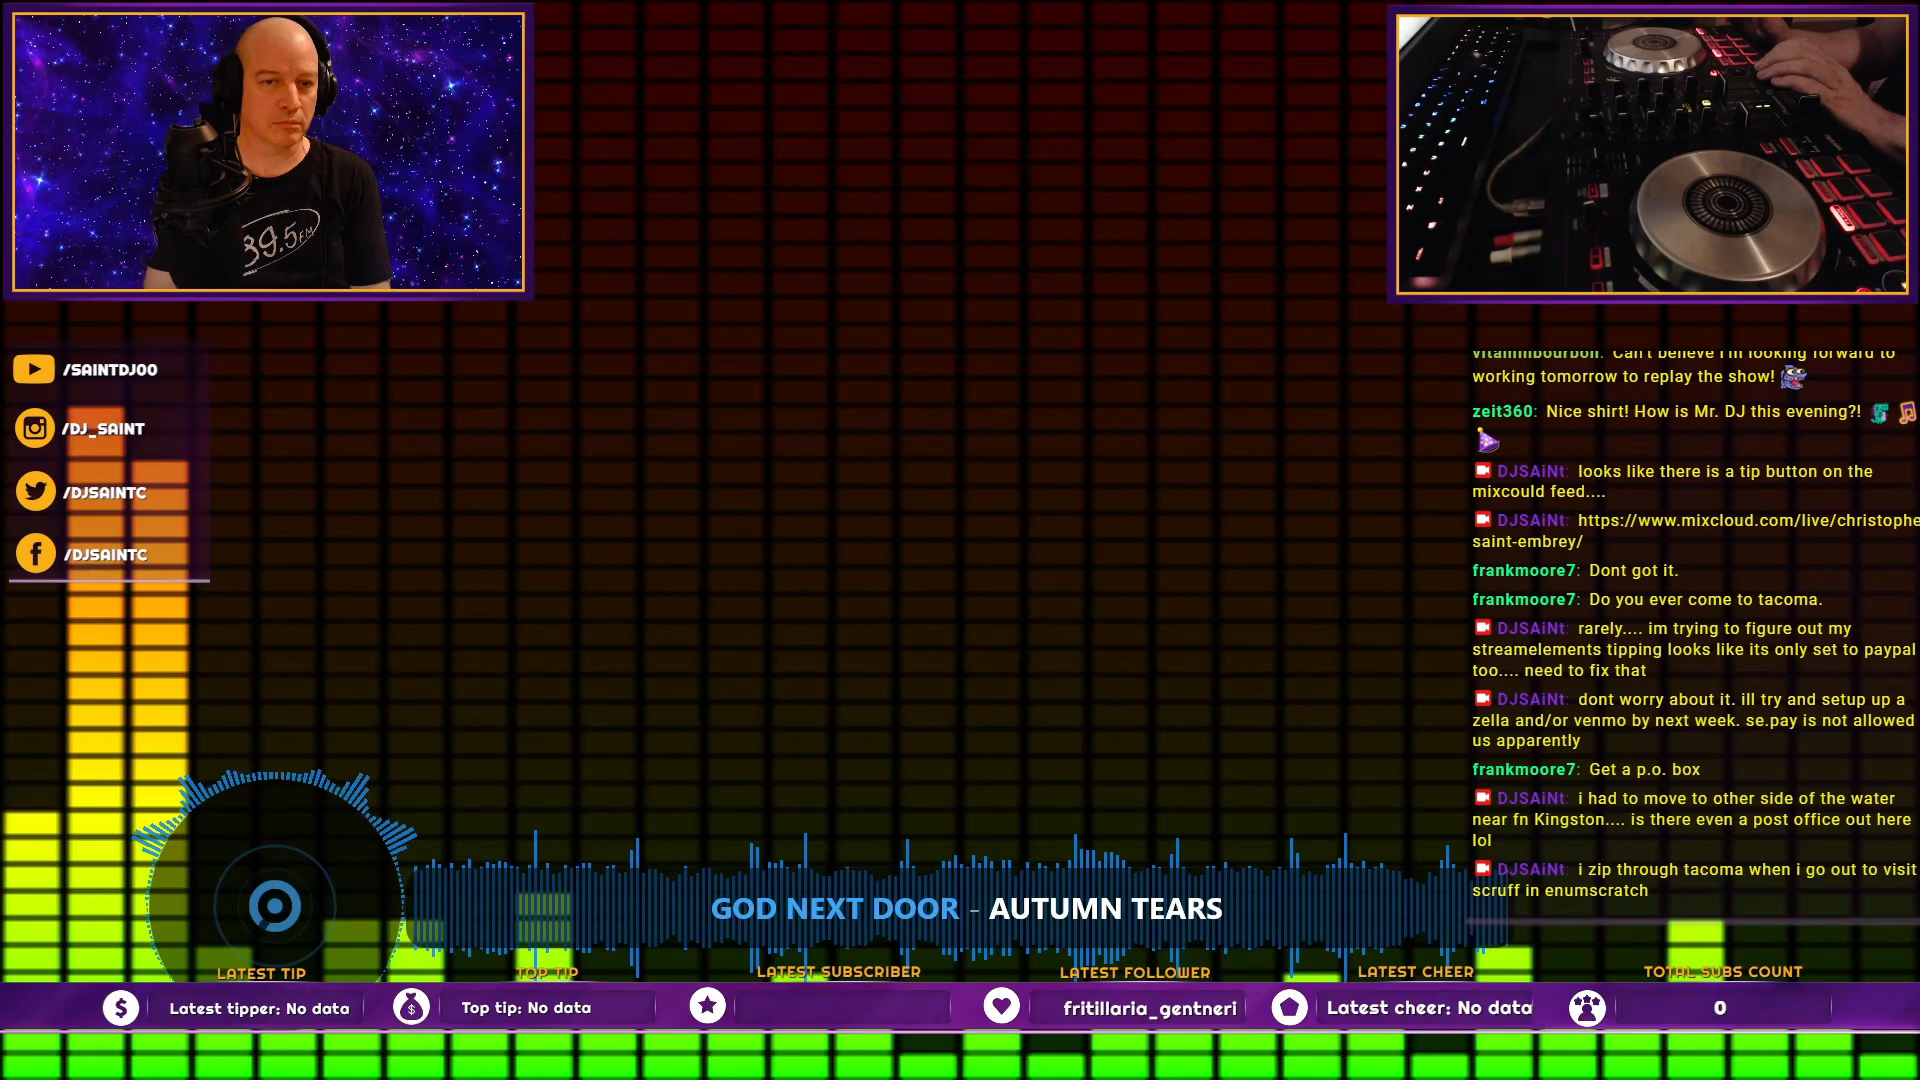 89.5FM
/SAINTDJ00
/DJ_SAINT
/DJSAINTC
/DJSAINTC
vitaminbourbon: Can't believe I'm looking forward to
working tomorrow to replay the show!
zeit360: Nice shirt! How is Mr. DJ this evening?!
DJSAiNt: looks like there is a tip button on the
mixcould feed....
DJSAiNt: https://www.mixcloud.com/live/christophe
saint-embrey/
frankmoore7: Dont got it.
frankmoore7: Do you ever come to tacoma.
DJSAiNt: rarely.... im trying to figure out my
streamelements tipping looks like its only set to paypal
too.... need to fix that
DJSAiNt: dont worry about it. ill try and setup up a
zella and/or venmo by next week. se.pay is not allowed
us apparently
frankmoore7: Get a p.o. box
DJSAiNt: i had to move to other side of the water
near fn Kingston.... is there even a post office out here
lol
DJSAiNt: i zip through tacoma when i go out to visit
scruff in enumscratch
GOD NEXT DOOR - AUTUMN TEARS
LATEST TIP
TOP TIP
LATEST SUBSCRIBER
LATEST FOLLOWER
LATEST CHEER
TOTAL SUBS COUNT
Latest tipper: No data
Top tip: No data
fritillaria_gentneri
Latest cheer: No data
0